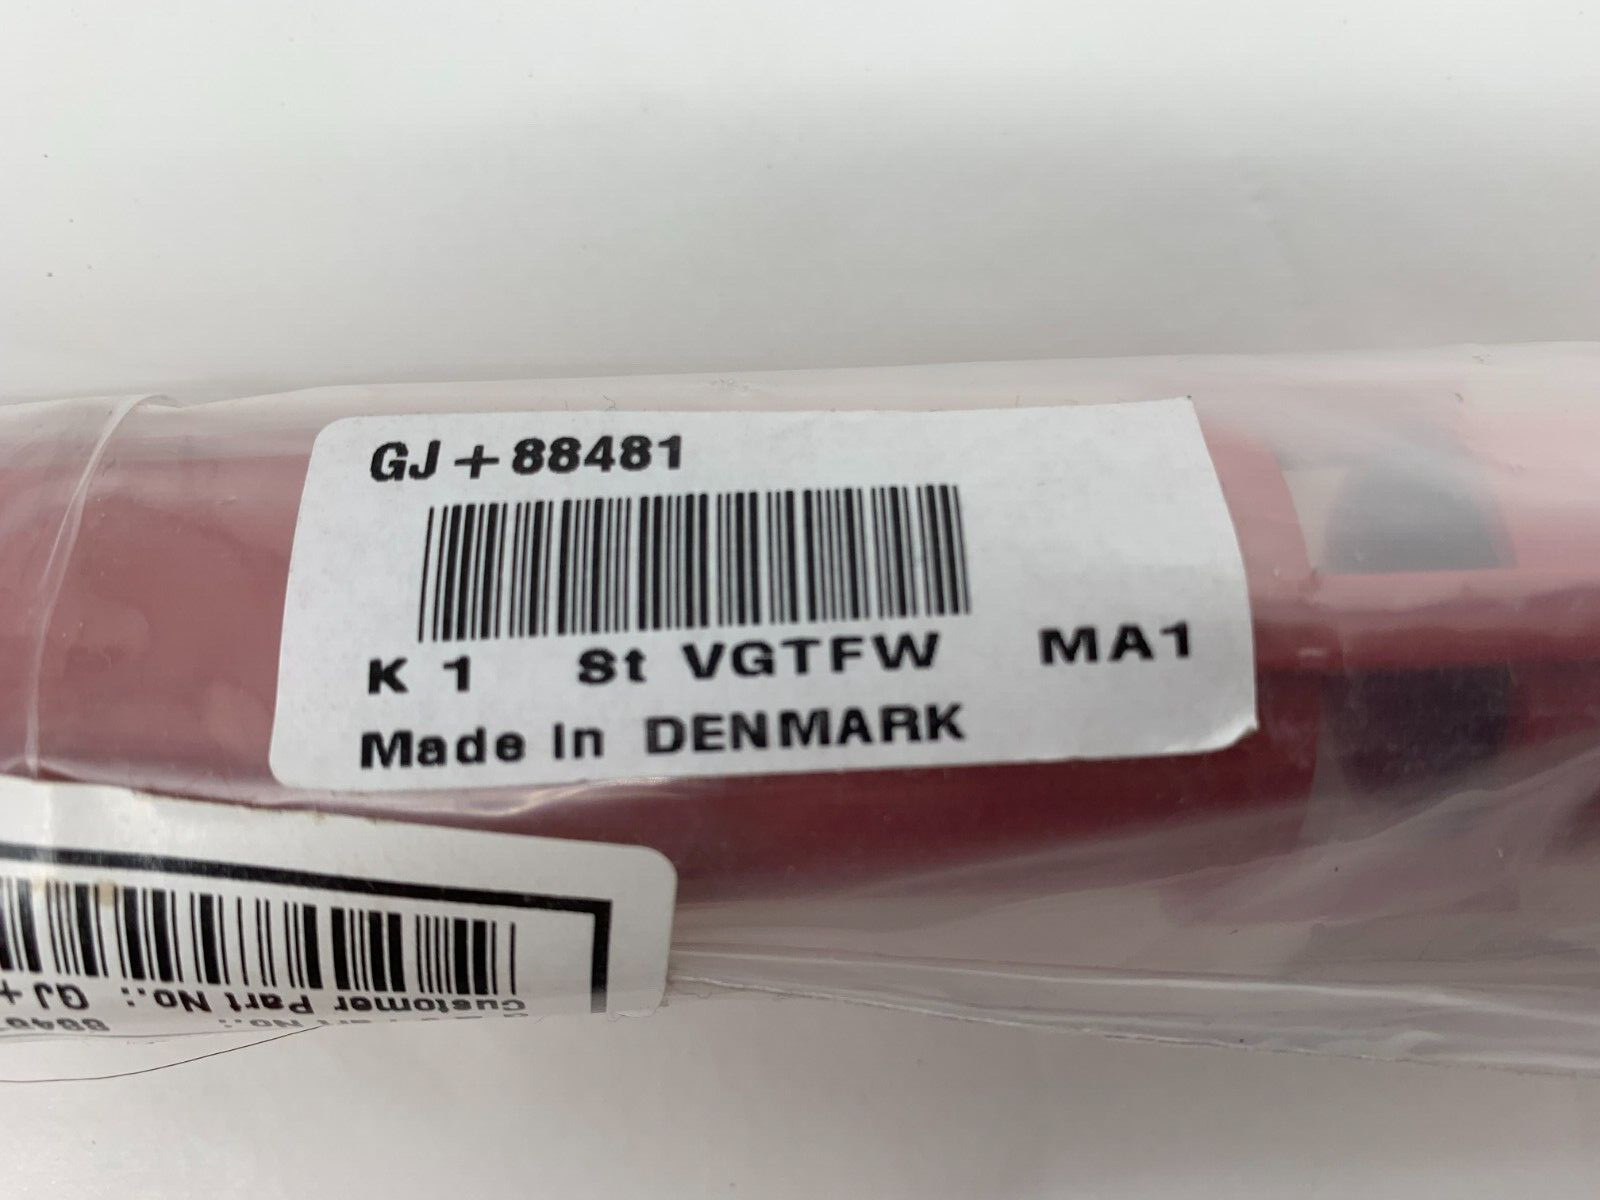 GJ+88481
K 1 St VGTFW MA1
Made in DENMARK
Customer Part No.: GJ+